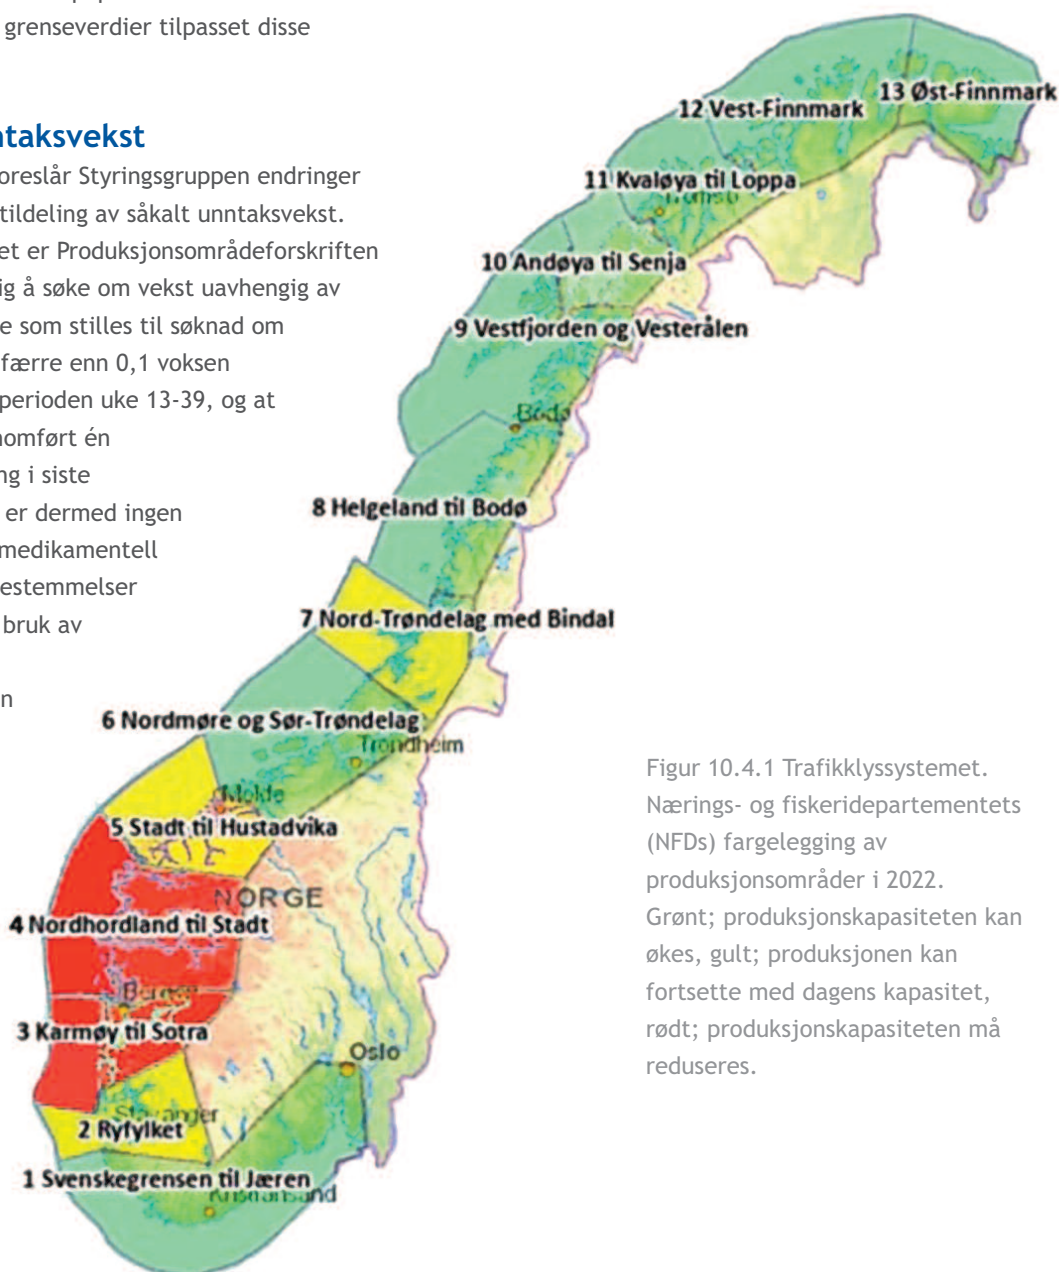 grenseverdier tilpasset disse
ntaksvekst
oreslår Styringsgruppen endringer
tildeling av såkalt unntaksvekst.
et er Produksjonsområdeforskriften
ig å søke om vekst uavhengig av
e som stilles til søknad om
færre enn 0,1 voksen
perioden uke 13-39, og at
nomført én
ng i siste
er dermed ingen
medikamentell
estemmelser
bruk av
n
13 Øst-Finnmark
12 Vest-Finnmark
11 Kvaløya til Loppa
Tromsø
10 Andøya til Senja
9 Vestfjorden og Vesterålen
Bodø
8 Helgeland til Bodø
7 Nord-Trøndelag med Bindal
6 Nordmøre og Sør-Trøndelag
Trondheim
Molde
5 Stadt til Hustadvika
NORGE
4 Nordhordland til Stadt
Bergen
3 Karmøy til Sotra
Oslo
Stavanger
2 Ryfylket
1 Svenskegrensen til Jæren
Kristiansand
Figur 10.4.1 Trafikklyssystemet.
Nærings- og fiskeridepartementets
(NFDs) fargelegging av
produksjonsområder i 2022.
Grønt; produksjonskapasiteten kan
økes, gult; produksjonen kan
fortsette med dagens kapasitet,
rødt; produksjonskapasiteten må
reduseres.